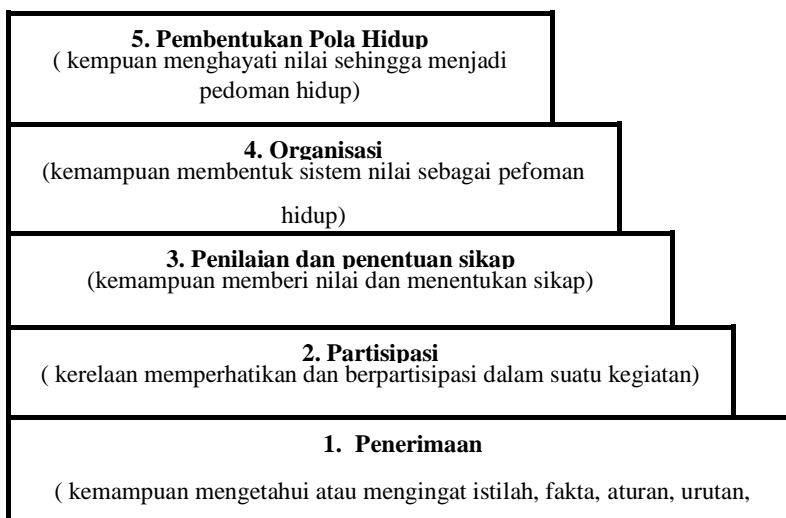 5. Pembentukan Pola Hidup
( kempuan menghayati nilai sehingga menjadi
pedoman hidup)
4. Organisasi
(kemampuan membentuk sistem nilai sebagai pefoman
hidup)
3. Penilaian dan penentuan sikap
(kemampuan memberi nilai dan menentukan sikap)
2. Partisipasi
( kerelaan memperhatikan dan berpartisipasi dalam suatu kegiatan)
1. Penerimaan
( kemampuan mengetahui atau mengingat istilah, fakta, aturan, urutan,